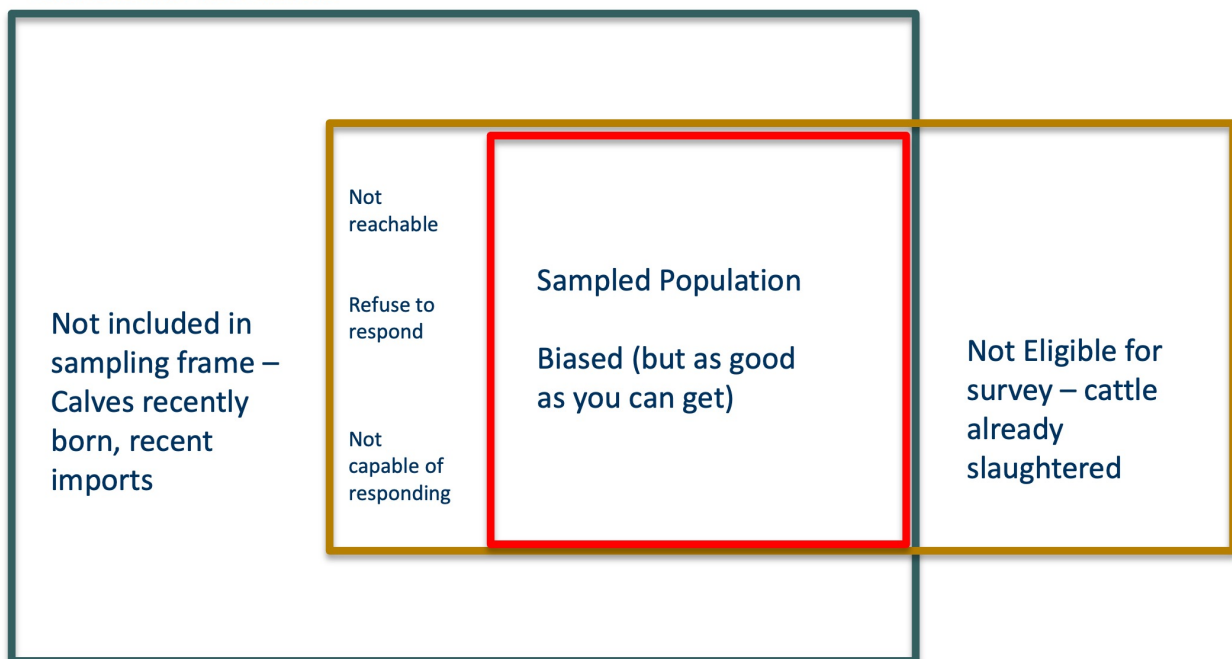 Not included in
sampling frame –
Calves recently
born, recent
imports
Not
reachable
Refuse to
respond
Not
capable of
responding
Sampled Population
Biased (but as good
as you can get)
Not Eligible for
survey – cattle
already
slaughtered